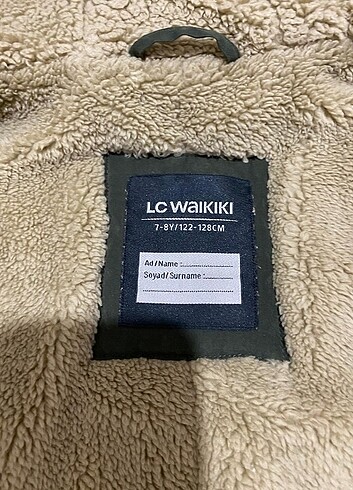 LC WAIKIKI
7-8Y/122-128CM
Ad/Name :
Soyad/Surname :